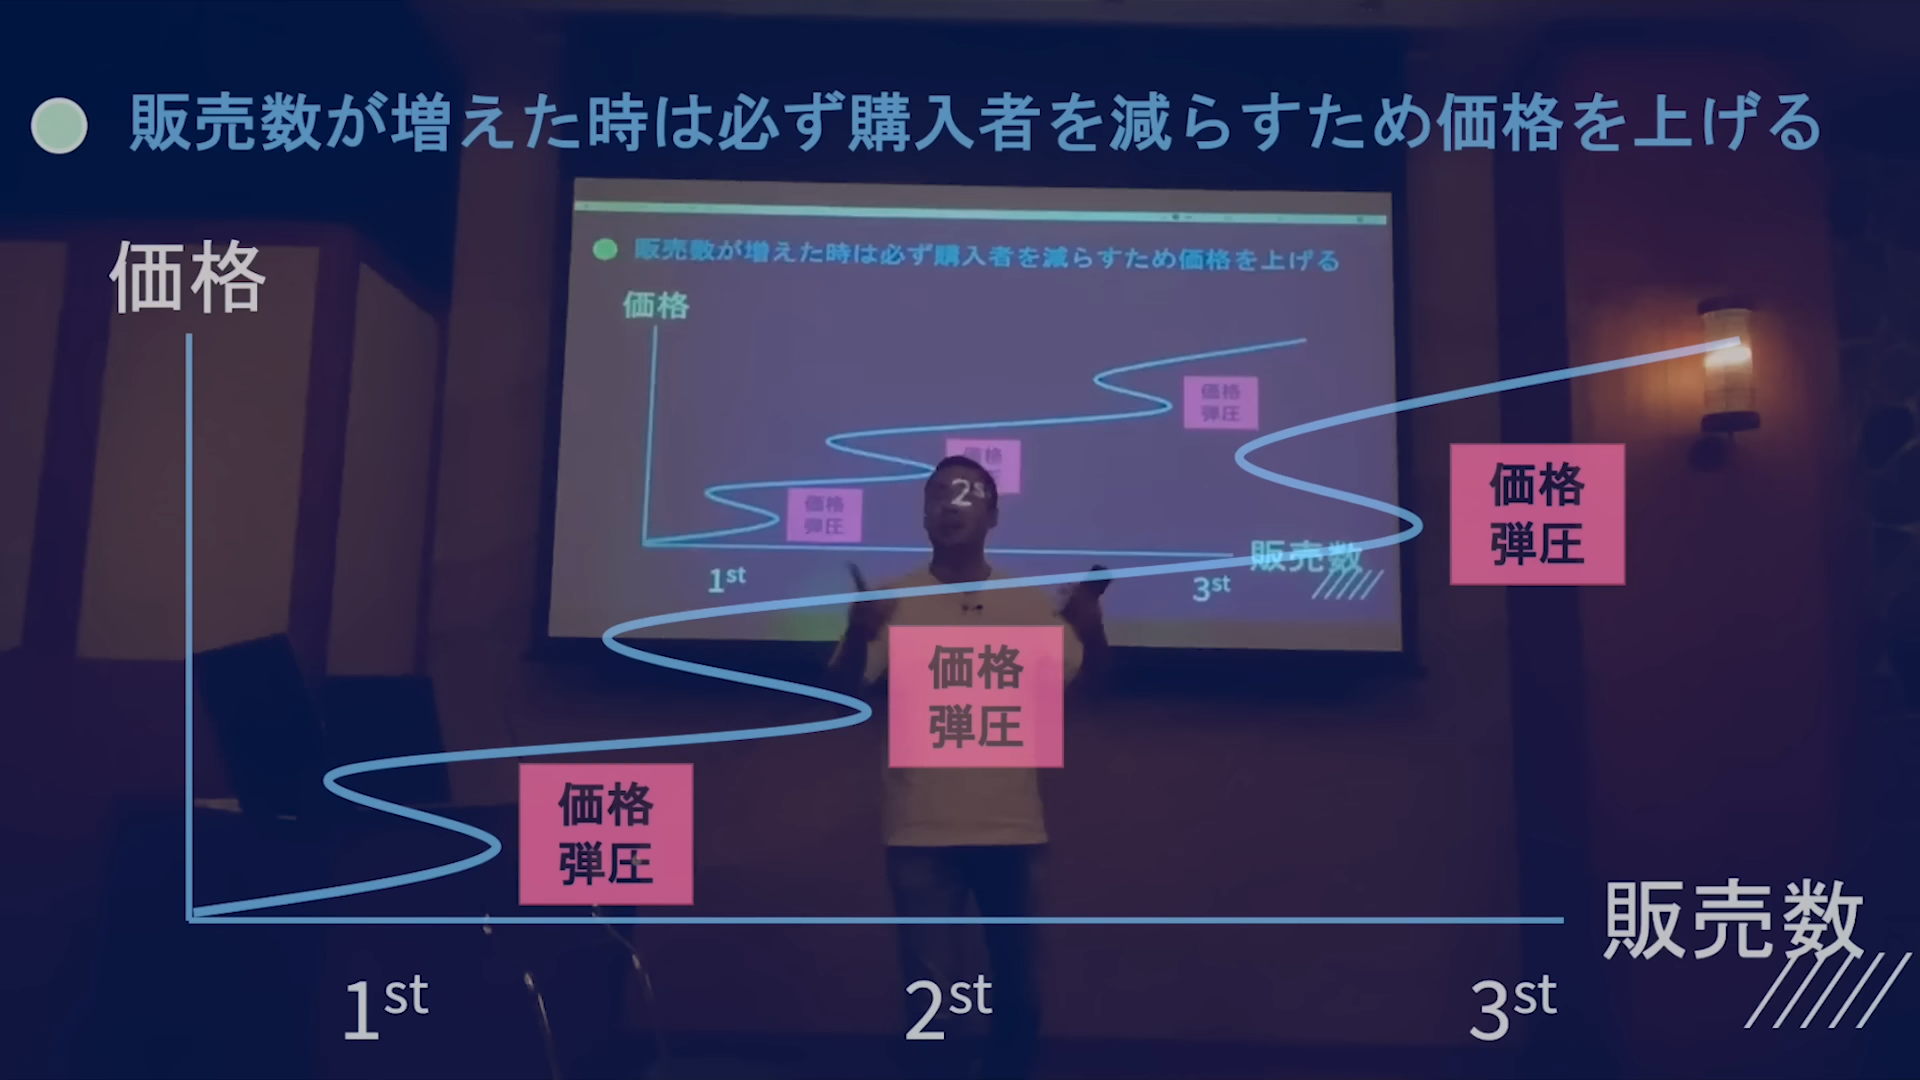 販売数が増えた時は必ず購入者を減らすため価格を上げる
価格
販売数が増えた時は必ず購入者を減らすため価格を上げる
価格
価格
弾圧
価格
2s
価格
弾圧
販売数
1st
3st
価格
弾圧
価格
弾圧
価格
弾圧
販売数
1st
2st
3st